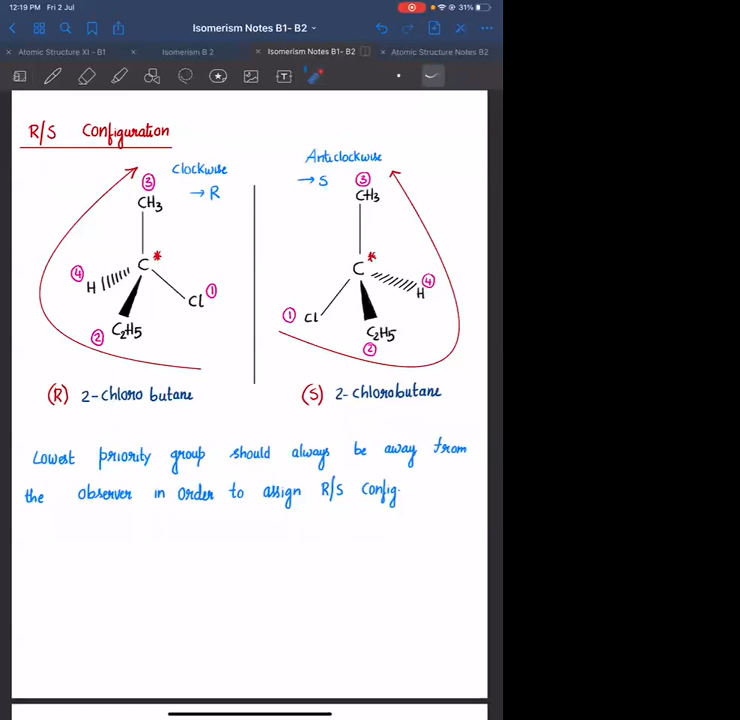 12:19 PM Fri 2 Jul
31%
Isomerism Notes B1- B2
Atomic Structure XI - B1
Isomerism B 2
Isomerism Notes B1- B2
Atomic Structure Notes B2
R/S Configuration
Clockwise
→ R
3
CH3
C*
4
H
Cl
1
2
C2H5
(R) 2-chloro butane
Anticlockwise
→ S
3
CH3
C*
4
H
1
Cl
C2H5
2
(S) 2-chlorobutane
Lowest priority group should always be away from
the observer in order to assign R/S Config.